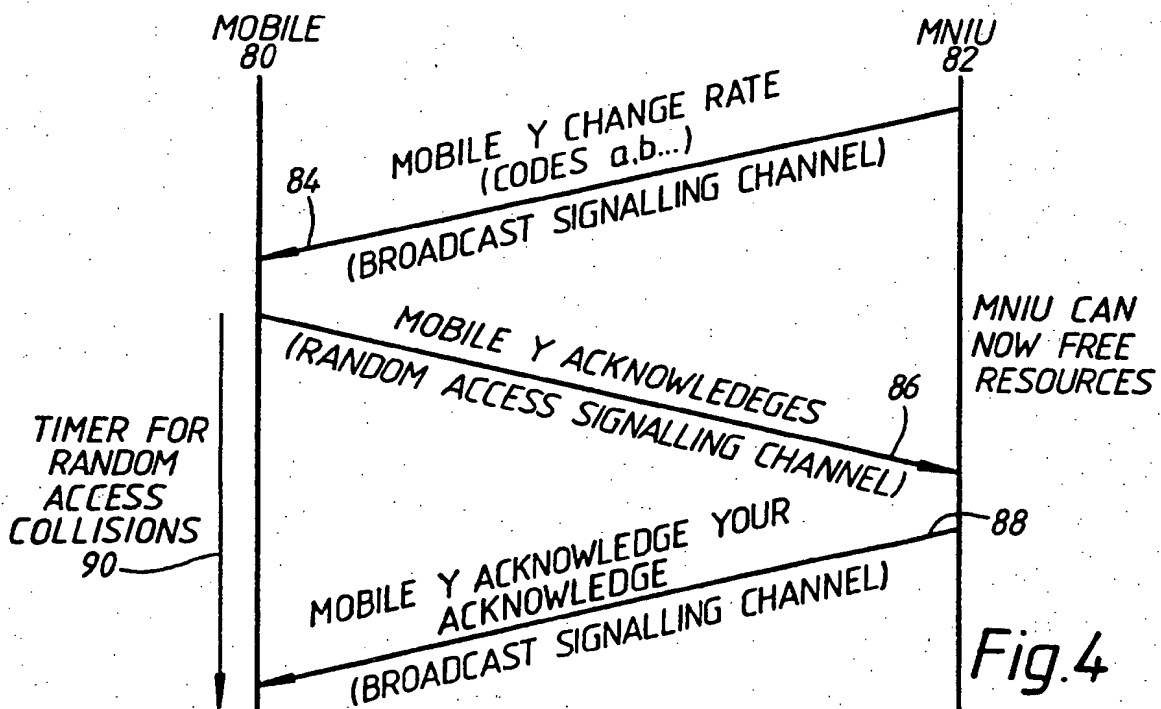 MOBILE
80
MNIU
82
MOBILE Y CHANGE RATE
(CODES a,b...)
84
(BROADCAST SIGNALLING CHANNEL)
MOBILE Y ACKNOWLEDEGES
(RANDOM ACCESS SIGNALLING CHANNEL)
86
MNIU CAN
NOW FREE
RESOURCES
TIMER FOR
RANDOM
ACCESS
COLLISIONS
90
88
MOBILE Y ACKNOWLEDGE YOUR
ACKNOWLEDGE
(BROADCAST SIGNALLING CHANNEL)
Fig.4